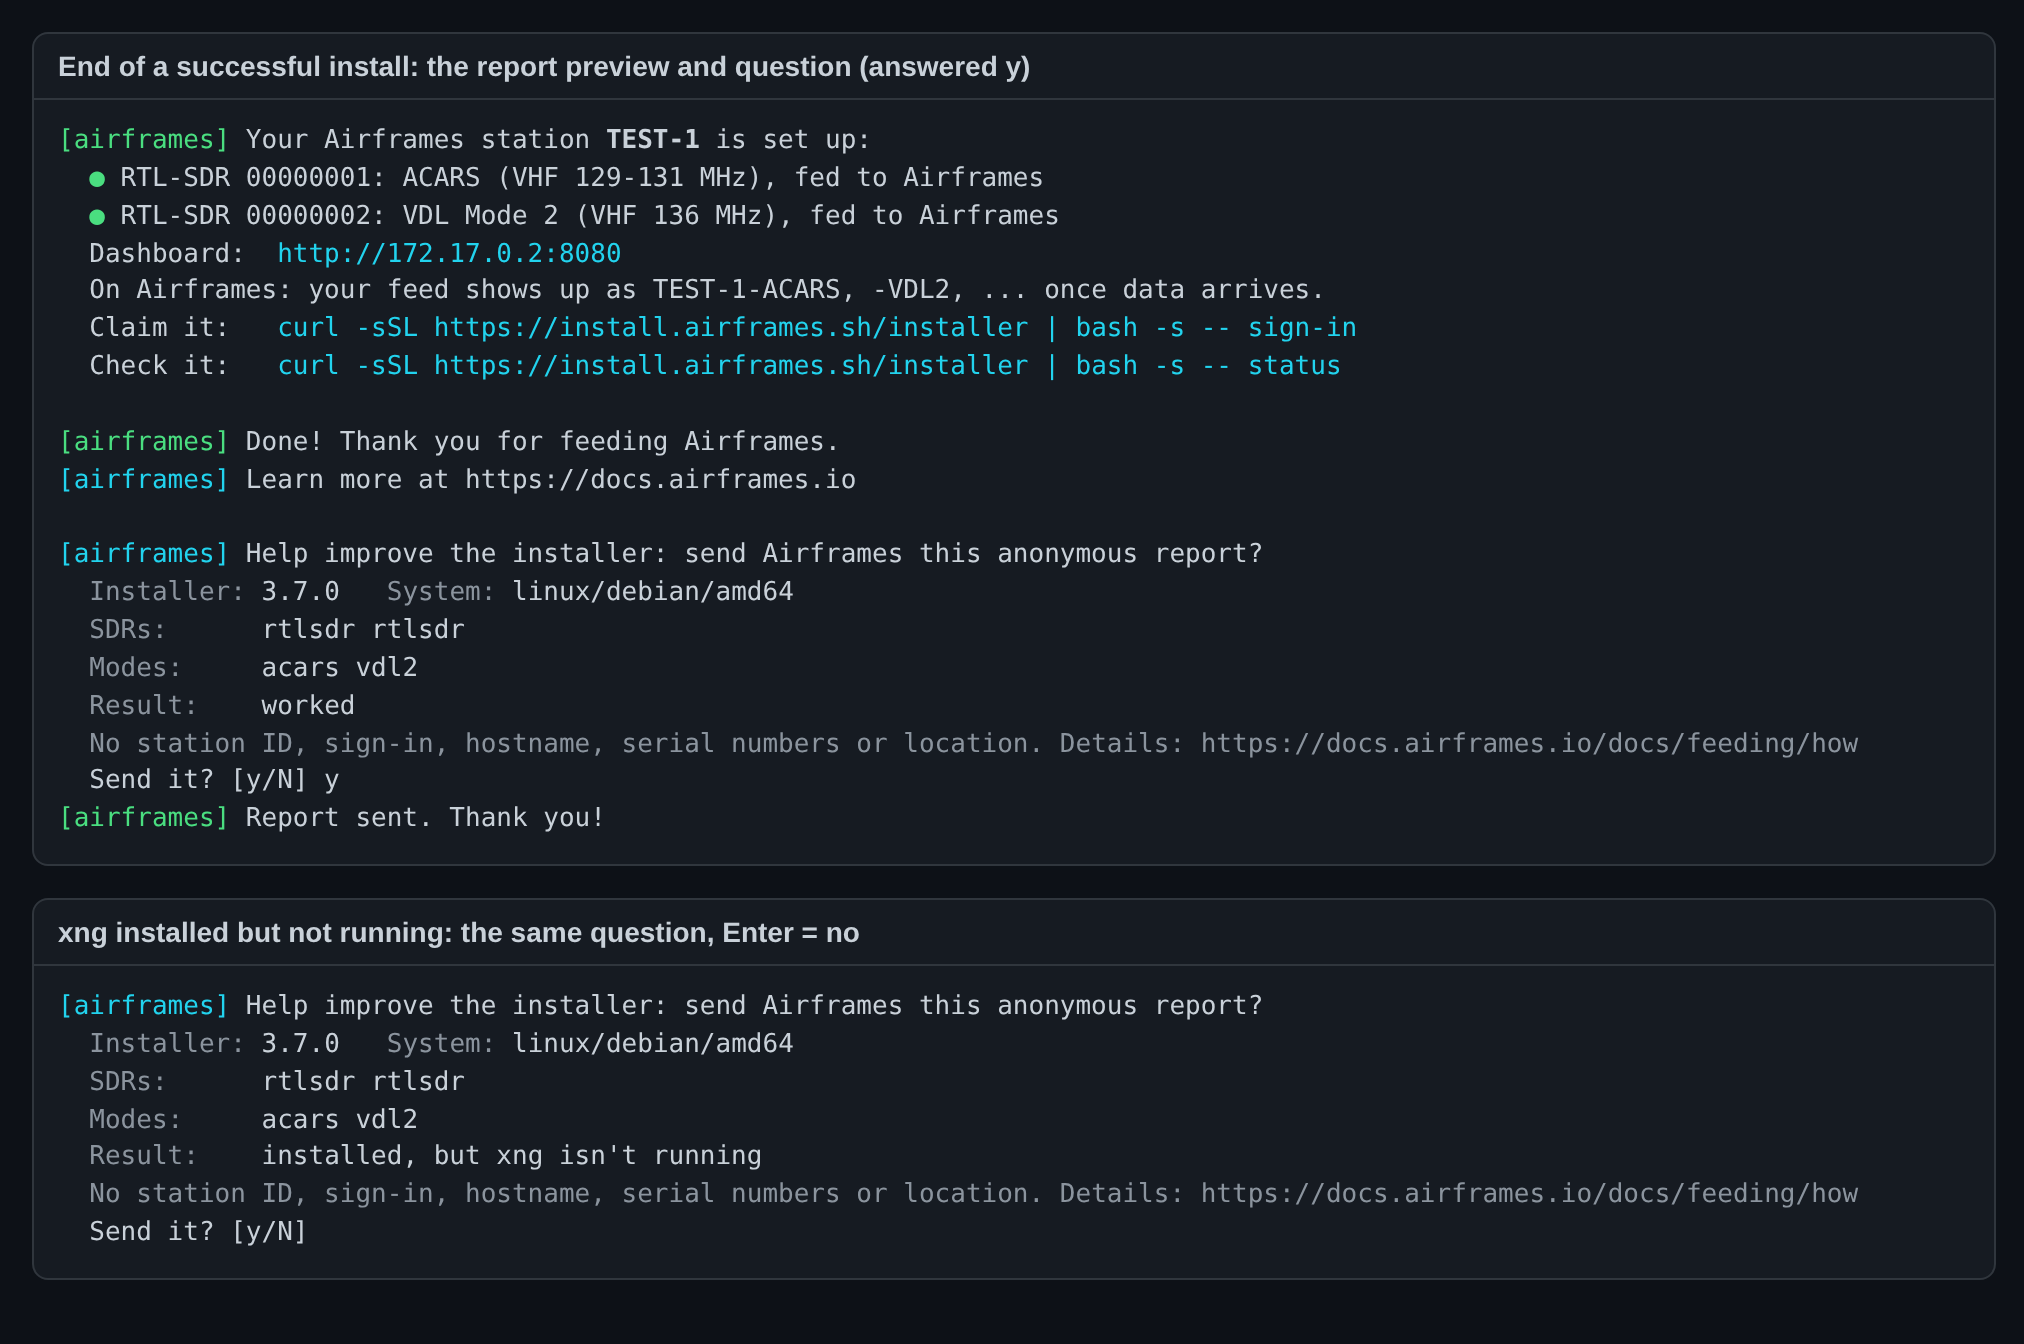 End of a successful install: the report preview and question (answered y)
[airframes] Your Airframes station TEST-1 is set up:
● RTL-SDR 00000001: ACARS (VHF 129-131 MHz), fed to Airframes
● RTL-SDR 00000002: VDL Mode 2 (VHF 136 MHz), fed to Airframes
Dashboard:  http://172.17.0.2:8080
On Airframes: your feed shows up as TEST-1-ACARS, -VDL2, ... once data arrives.
Claim it:   curl -sSL https://install.airframes.sh/installer | bash -s -- sign-in
Check it:   curl -sSL https://install.airframes.sh/installer | bash -s -- status
[airframes] Done! Thank you for feeding Airframes.
[airframes] Learn more at https://docs.airframes.io
[airframes] Help improve the installer: send Airframes this anonymous report?
Installer: 3.7.0   System: linux/debian/amd64
SDRs:      rtlsdr rtlsdr
Modes:     acars vdl2
Result:    worked
No station ID, sign-in, hostname, serial numbers or location. Details: https://docs.airframes.io/docs/feeding/how
Send it? [y/N] y
[airframes] Report sent. Thank you!
xng installed but not running: the same question, Enter = no
[airframes] Help improve the installer: send Airframes this anonymous report?
Installer: 3.7.0   System: linux/debian/amd64
SDRs:      rtlsdr rtlsdr
Modes:     acars vdl2
Result:    installed, but xng isn't running
No station ID, sign-in, hostname, serial numbers or location. Details: https://docs.airframes.io/docs/feeding/how
Send it? [y/N]